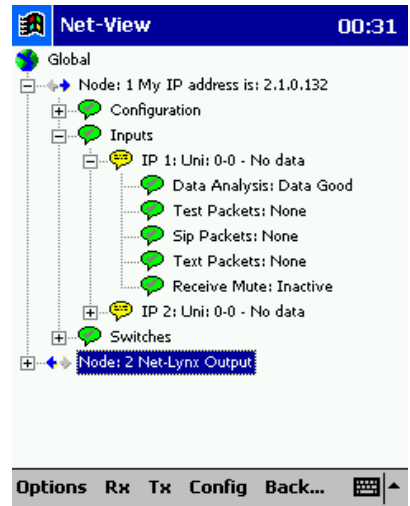 Net-View 00:31
Global
Node: 1 My IP address is: 2.1.0.132
Configuration
Inputs
IP 1: Uni: 0-0 - No data
Data Analysis: Data Good
Test Packets: None
Sip Packets: None
Text Packets: None
Receive Mute: Inactive
IP 2: Uni: 0-0 - No data
Switches
Node: 2 Net-Lynx Output
Options Rx Tx Config Back...